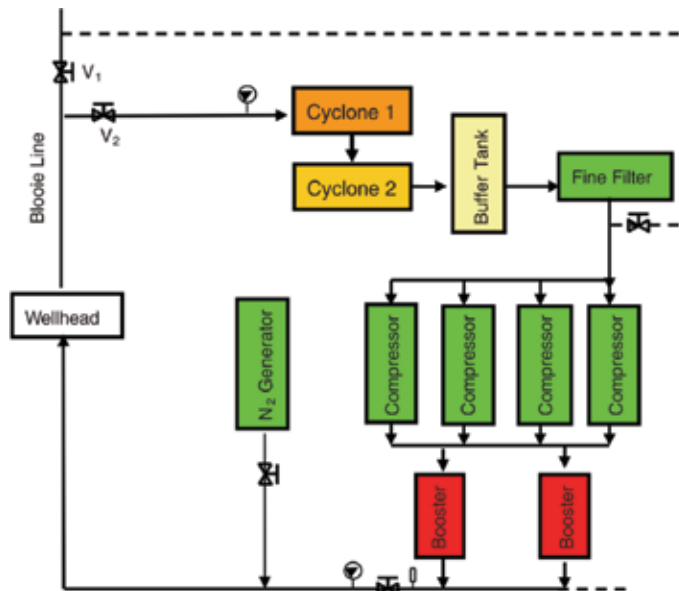 V1
Cyclone 1
V2
Blooie Line
Cyclone 2
Buffer Tank
Fine Filter
Wellhead
N2 Generator
Compressor
Compressor
Compressor
Compressor
Booster
Booster